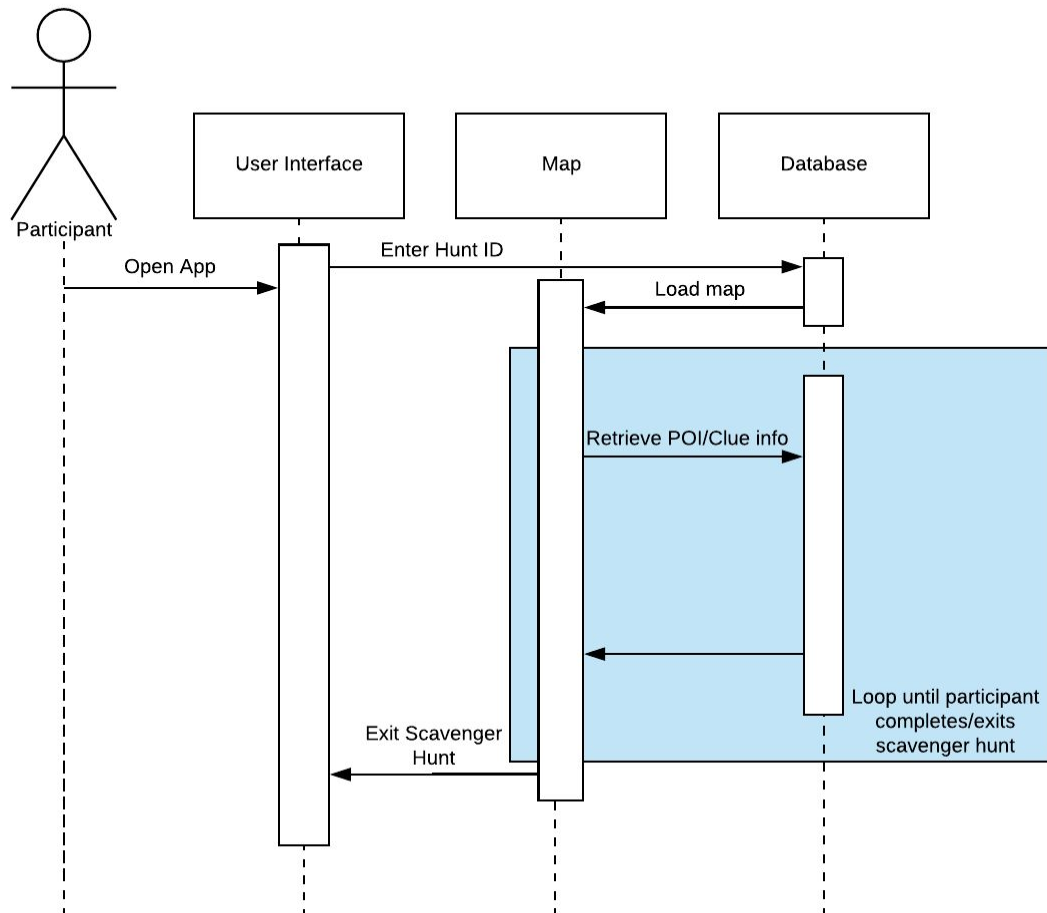 User Interface
Map
Database
Participant
Enter Hunt ID
Open App
Load map
Retrieve POI/Clue info
Loop until participant
completes/exits
scavenger hunt
Exit Scavenger
Hunt